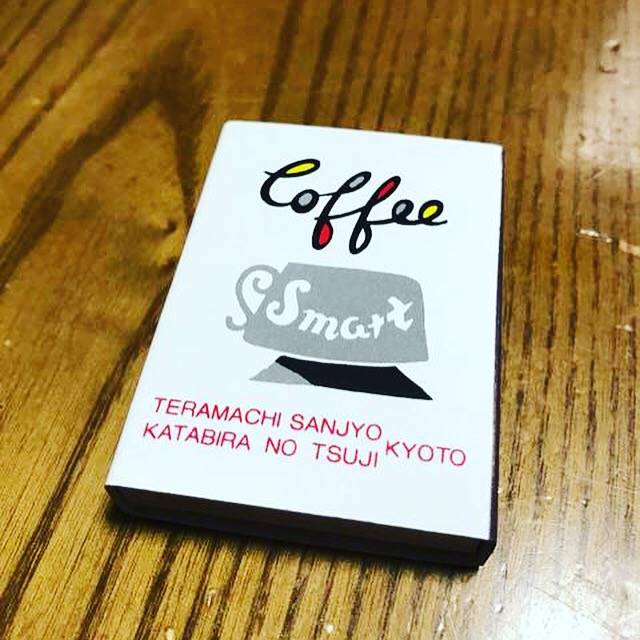 Coffee
Smart
TERAMACHI SANJYO
KATABIRA NO TSUJI KYOTO